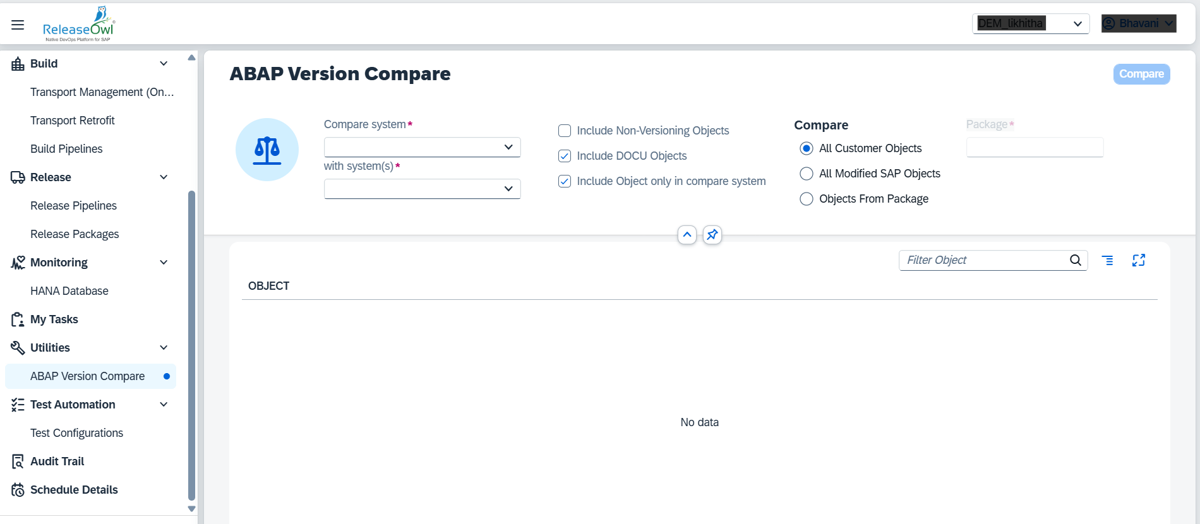 ReleaseOwl
Native DevOps Platform for SAP
DEM_likhitha
Bhavani
Build
Transport Management (On...
Transport Retrofit
Build Pipelines
Release
Release Pipelines
Release Packages
Monitoring
HANA Database
My Tasks
Utilities
ABAP Version Compare
Test Automation
Test Configurations
Audit Trail
Schedule Details
ABAP Version Compare
Compare
Compare system*
with system(s)*
Include Non-Versioning Objects
Include DOCU Objects
Include Object only in compare system
Compare
All Customer Objects
All Modified SAP Objects
Objects From Package
Package*
Filter Object
OBJECT
No data